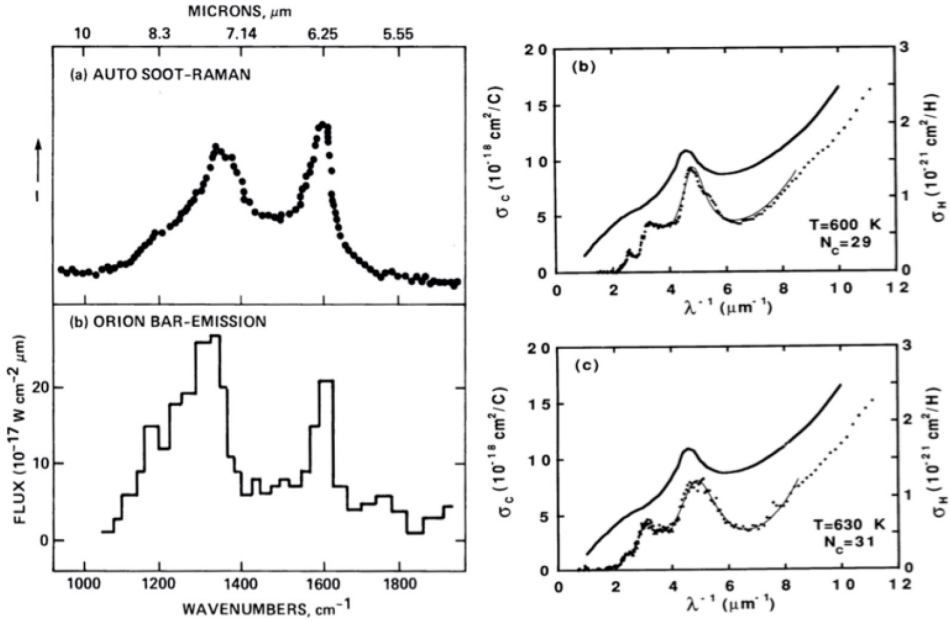 MICRONS, μm
10 8.3 7.14 6.25 5.55
(a) AUTO SOOT-RAMAN
I
(b) ORION BAR-EMISSION
FLUX (10⁻¹⁷ W cm⁻² μm)
20
10
0
1000 1200 1400 1600 1800
WAVENUMBERS, cm⁻¹
(b)
σC (10⁻¹⁸ cm²/C)
20
15
10
5
0
3
2
1
0
σH (10⁻²¹ cm²/H)
T=600 K
Nc=29
0 2 4 6 8 10 12
λ⁻¹ (μm⁻¹)
(c)
σC (10⁻¹⁸ cm²/C)
20
15
10
5
0
3
2
1
0
σH (10⁻²¹ cm²/H)
T=630 K
Nc=31
0 2 4 6 8 10 12
λ⁻¹ (μm⁻¹)